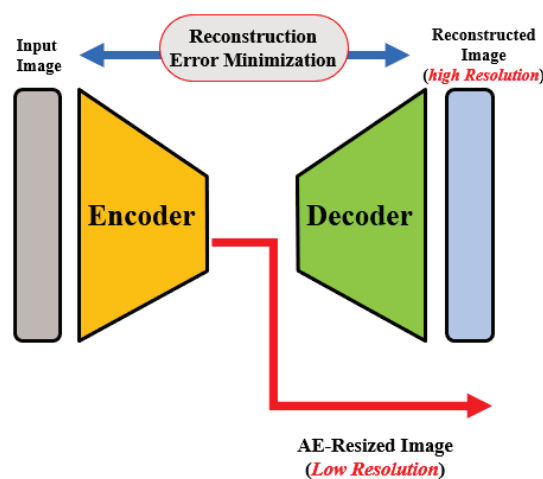 Input
Image
Reconstruction
Error Minimization
Reconstructed
Image
(high Resolution)
Encoder
Decoder
AE-Resized Image
(Low Resolution)